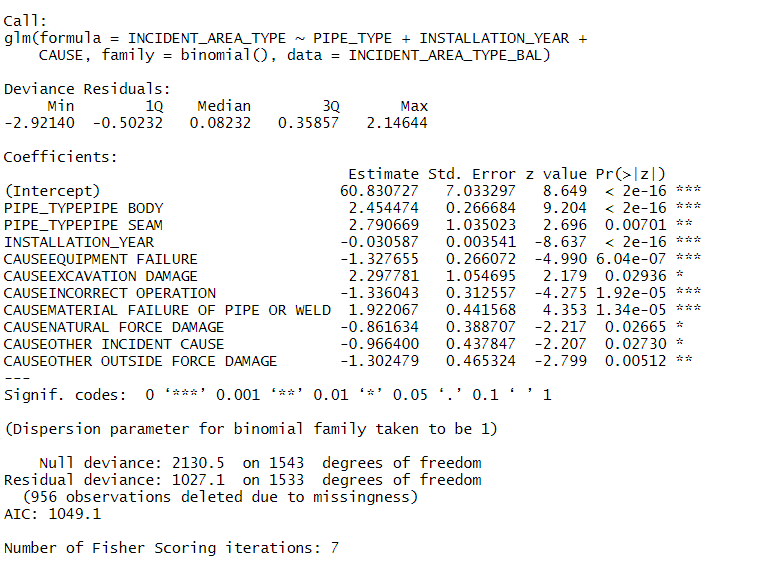 Call:
glm(formula = INCIDENT_AREA_TYPE ~ PIPE_TYPE + INSTALLATION_YEAR +
    CAUSE, family = binomial(), data = INCIDENT_AREA_TYPE_BAL)

Deviance Residuals:
     Min        1Q    Median        3Q       Max
-2.92140  -0.50232   0.08232   0.35857   2.14644

Coefficients:
                                    Estimate Std. Error z value Pr(>|z|)
(Intercept)                        60.830727   7.033297   8.649  < 2e-16 ***
PIPE_TYPEPIPE BODY                  2.454474   0.266684   9.204  < 2e-16 ***
PIPE_TYPEPIPE SEAM                  2.790669   1.035023   2.696  0.00701 **
INSTALLATION_YEAR                  -0.030587   0.003541  -8.637  < 2e-16 ***
CAUSEEQUIPMENT FAILURE             -1.327655   0.266072  -4.990 6.04e-07 ***
CAUSEEXCAVATION DAMAGE              2.297781   1.054695   2.179  0.02936 *
CAUSEINCORRECT OPERATION           -1.336043   0.312557  -4.275 1.92e-05 ***
CAUSEMATERIAL FAILURE OF PIPE OR WELD  1.922067   0.441568   4.353 1.34e-05 ***
CAUSENATURAL FORCE DAMAGE          -0.861634   0.388707  -2.217  0.02665 *
CAUSEOTHER INCIDENT CAUSE          -0.966400   0.437847  -2.207  0.02730 *
CAUSEOTHER OUTSIDE FORCE DAMAGE    -1.302479   0.465324  -2.799  0.00512 **
---
Signif. codes:  0 ‘***’ 0.001 ‘**’ 0.01 ‘*’ 0.05 ‘.’ 0.1 ‘ ’ 1

(Dispersion parameter for binomial family taken to be 1)

    Null deviance: 2130.5  on 1543  degrees of freedom
Residual deviance: 1027.1  on 1533  degrees of freedom
  (956 observations deleted due to missingness)
AIC: 1049.1

Number of Fisher Scoring iterations: 7